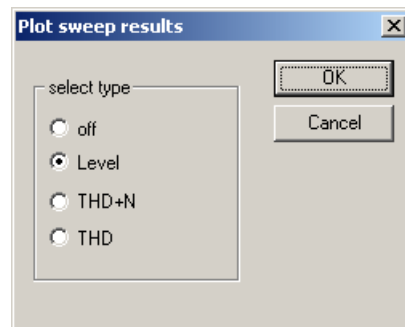 Plot sweep results
select type
off
Level
THD+N
THD
OK
Cancel